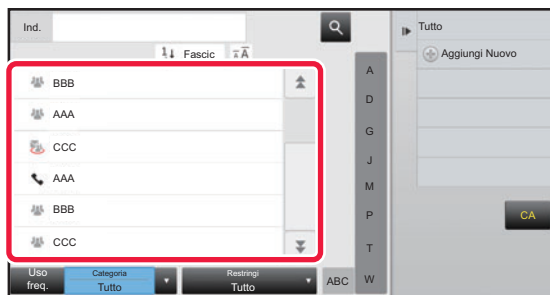 Ind.
Fascic
BBB
AAA
CCC
AAA
BBB
CCC
A
D
G
J
M
P
T
W
Uso freq.
Categoria
Tutto
Restringi
Tutto
ABC
Tutto
Aggiungi Nuovo
CA